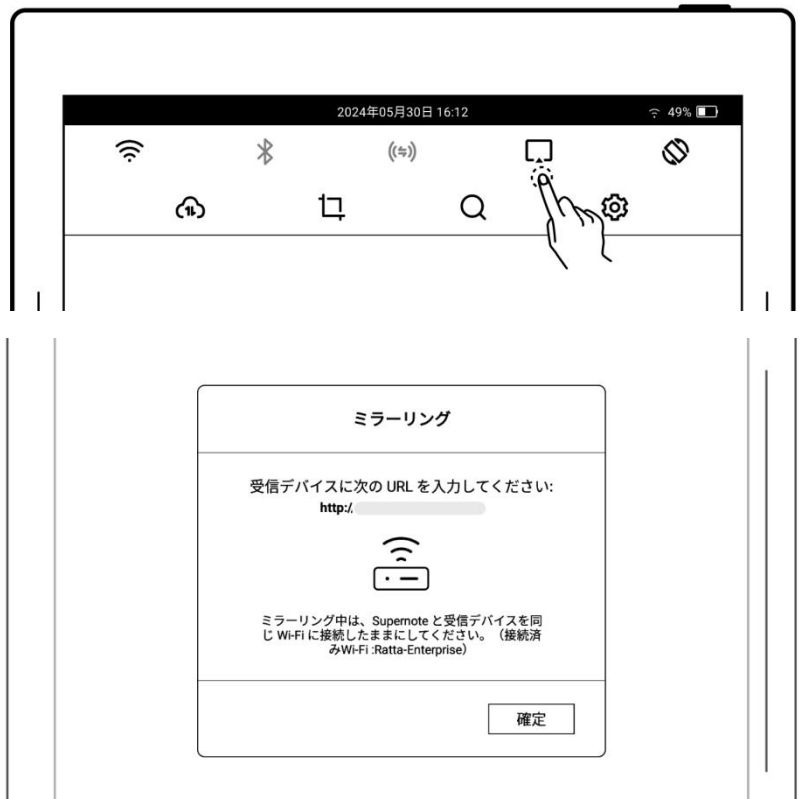 2024年05月30日 16:12
49%
ミラーリング
受信デバイスに次の URL を入力してください:
http:/
ミラーリング中は、Supernote と受信デバイスを同
じ Wi-Fi に接続したままにしてください。（接続済
みWi-Fi :Ratta-Enterprise）
確定